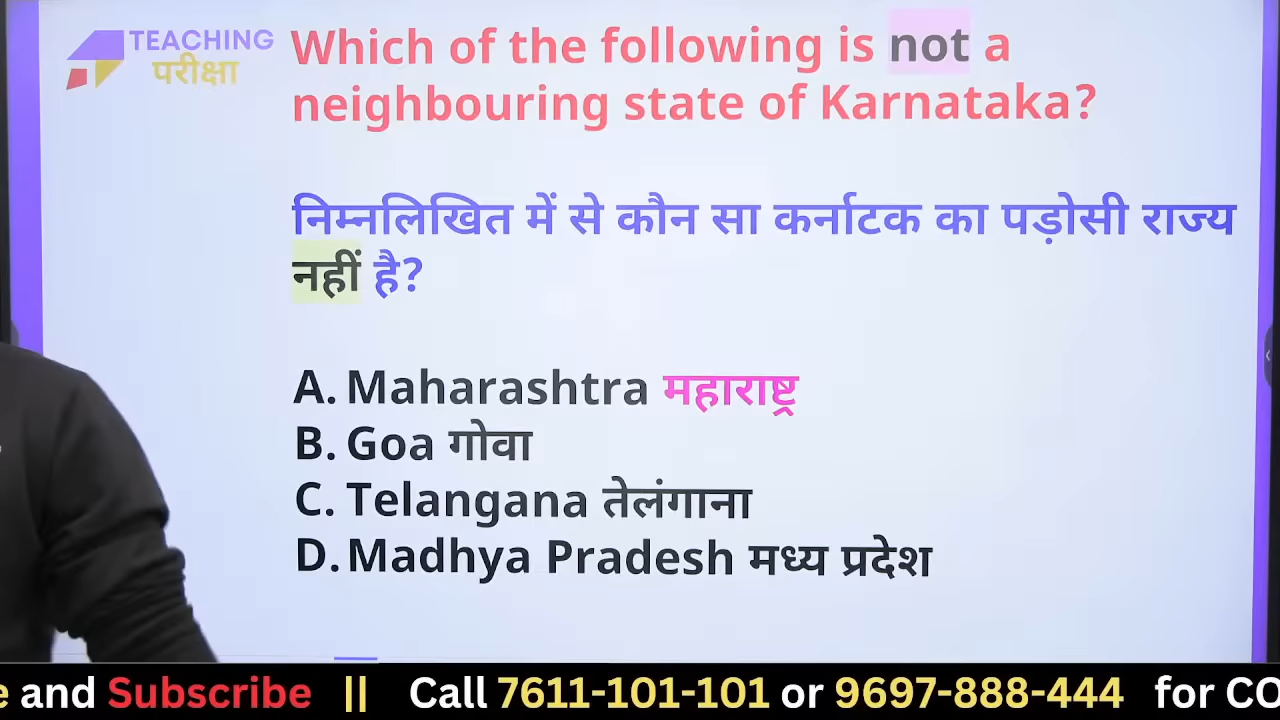 TEACHING
परीक्षा
Which of the following is not a
neighbouring state of Karnataka?
निम्नलिखित में से कौन सा कर्नाटक का पड़ोसी राज्य
नहीं है?
A. Maharashtra महाराष्ट्र
B. Goa गोवा
C. Telangana तेलंगाना
D. Madhya Pradesh मध्य प्रदेश
e and Subscribe || Call 7611-101-101 or 9697-888-444 for CO